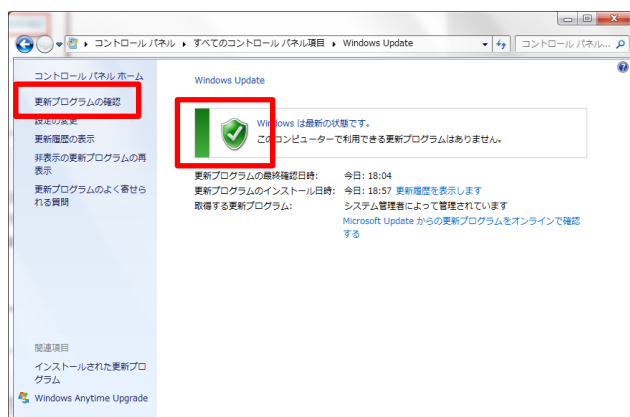 コントロール パネル ▸ すべてのコントロール パネル項目 ▸ Windows Update
コントロール パネル...
コントロール パネル ホーム
更新プログラムの確認
設定の変更
更新履歴の表示
非表示の更新プログラムの再
表示
更新プログラムのよく寄せら
れる質問
関連項目
インストールされた更新プロ
グラム
Windows Anytime Upgrade
Windows Update
Windows は最新の状態です。
このコンピューターで利用できる更新プログラムはありません。
更新プログラムの最終確認日時: 今日: 18:04
更新プログラムのインストール日時: 今日: 18:57 更新履歴を表示します
取得する更新プログラム: システム管理者によって管理されています
Microsoft Update からの更新プログラムをオンラインで確認
する